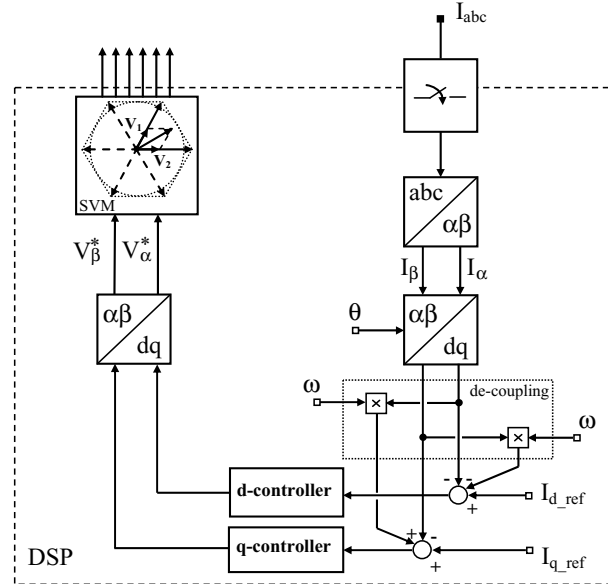 I_abc
V_1
V_2
SVM
abc
αβ
V*_β
V*_α
I_β
I_α
αβ
dq
θ
αβ
dq
de-coupling
ω
×
×
ω
- -
d-controller
+
I_d_ref
+
-
q-controller
+
I_q_ref
DSP